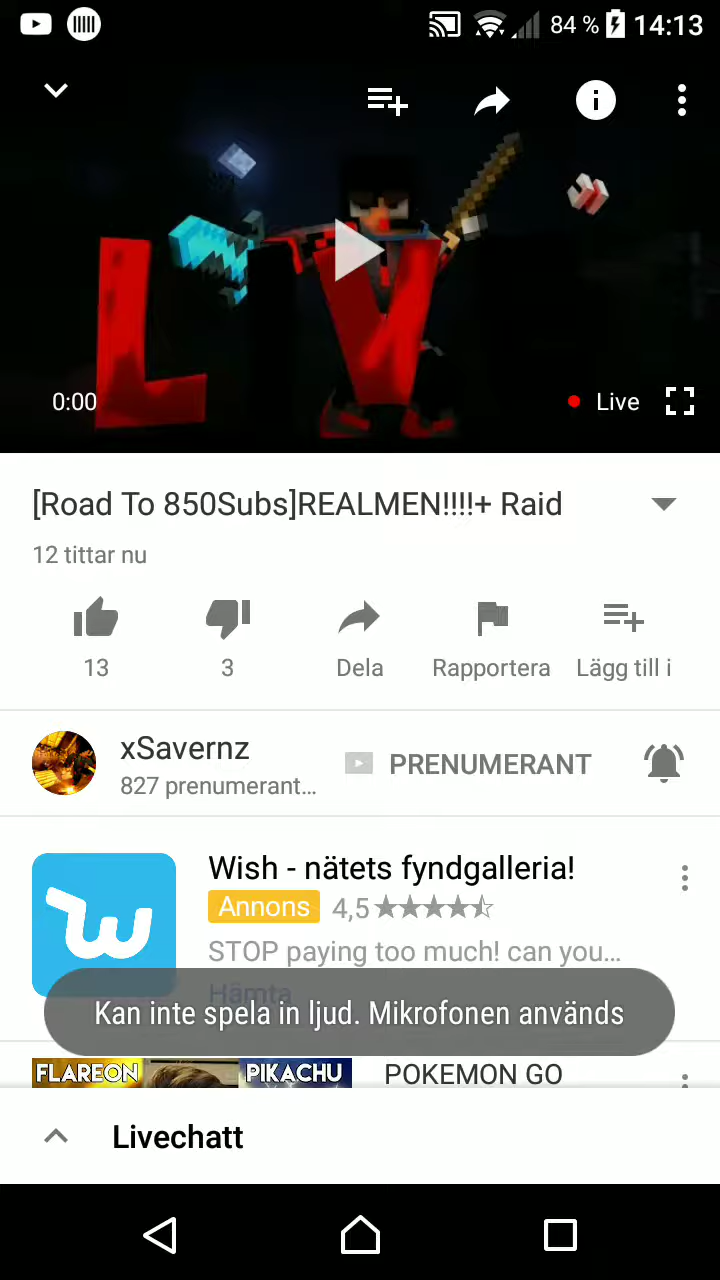 84 % 14:13
LIV
0:00
Live
[Road To 850Subs]REALMEN!!!!+ Raid
12 tittar nu
13
3
Dela
Rapportera
Lägg till i
xSavernz
827 prenumerant...
PRENUMERANT
Wish - nätets fyndgalleria!
Annons 4,5
STOP paying too much! can you...
Hämta
Kan inte spela in ljud. Mikrofonen används
FLAREON PIKACHU
POKEMON GO
Livechatt